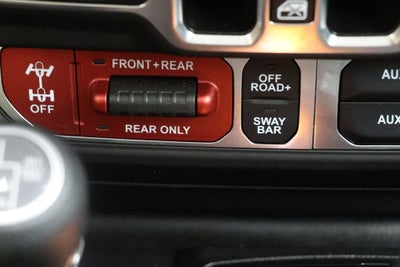 FRONT+REAR
OFF
REAR ONLY
OFF
ROAD+
SWAY
BAR
AUX
AUX